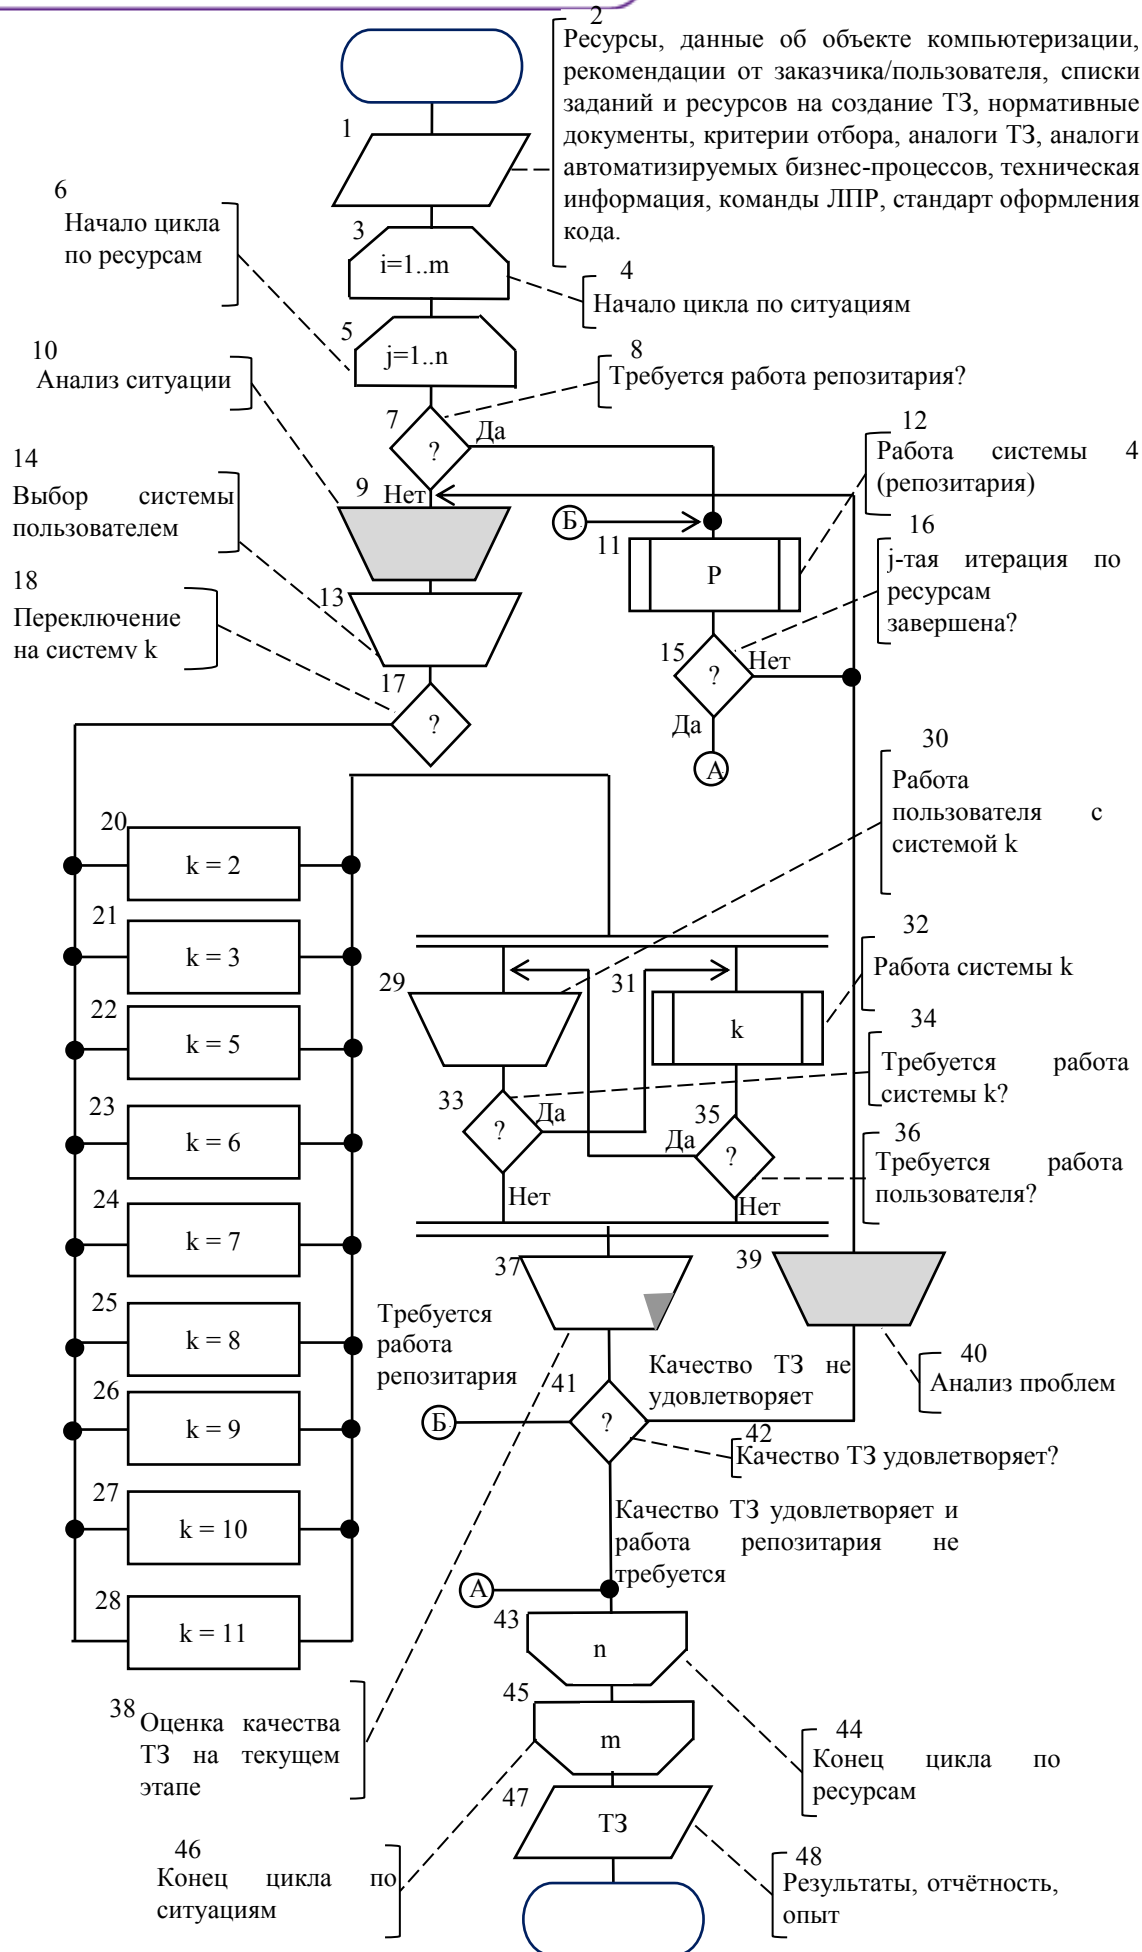 2
Ресурсы, данные об объекте компьютеризации,
рекомендации от заказчика/пользователя, списки
заданий и ресурсов на создание ТЗ, нормативные
документы, критерии отбора, аналоги ТЗ, аналоги
автоматизируемых бизнес-процессов, техническая
информация, команды ЛПР, стандарт оформления
кода.
1
6
Начало цикла
по ресурсам
3
i=1..m
4
Начало цикла по ситуациям
5
j=1..n
8
Требуется работа репозитария?
10
Анализ ситуации
7
?
Да
12
Работа системы 4
(репозитария)
14
Выбор системы
пользователем
9
Нет
Б
11
P
16
j-тая итерация по
ресурсам
завершена?
13
18
Переключение
на систему k
15
?
Нет
Да
А
17
?
30
Работа
пользователя с
системой k
20
k = 2
21
k = 3
22
k = 5
23
k = 6
24
k = 7
25
k = 8
26
k = 9
27
k = 10
28
k = 11
29
31
k
32
Работа системы k
34
Требуется работа
системы k?
33
?
Да
35
?
Да
36
Требуется работа
пользователя?
Нет
Нет
37
39
40
Анализ проблем
Требуется
работа
репозитария
Качество ТЗ не
удовлетворяет
41
?
Б
42
Качество ТЗ удовлетворяет?
Качество ТЗ удовлетворяет и
работа репозитария не
требуется
А
43
n
38
Оценка качества
ТЗ на текущем
этапе
45
m
44
Конец цикла по
ресурсам
47
ТЗ
46
Конец цикла по
ситуациям
48
Результаты, отчётность,
опыт